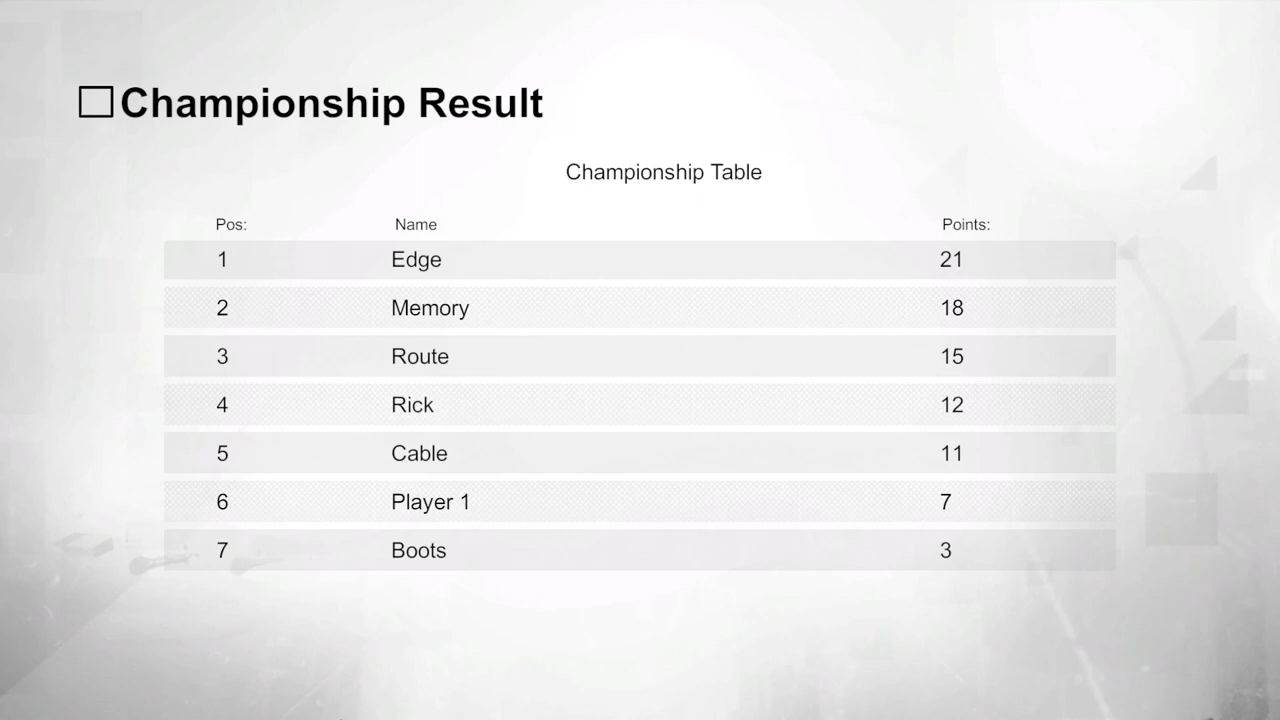 Championship Result
Championship Table
Pos: Name Points:
1 Edge 21
2 Memory 18
3 Route 15
4 Rick 12
5 Cable 11
6 Player 1 7
7 Boots 3